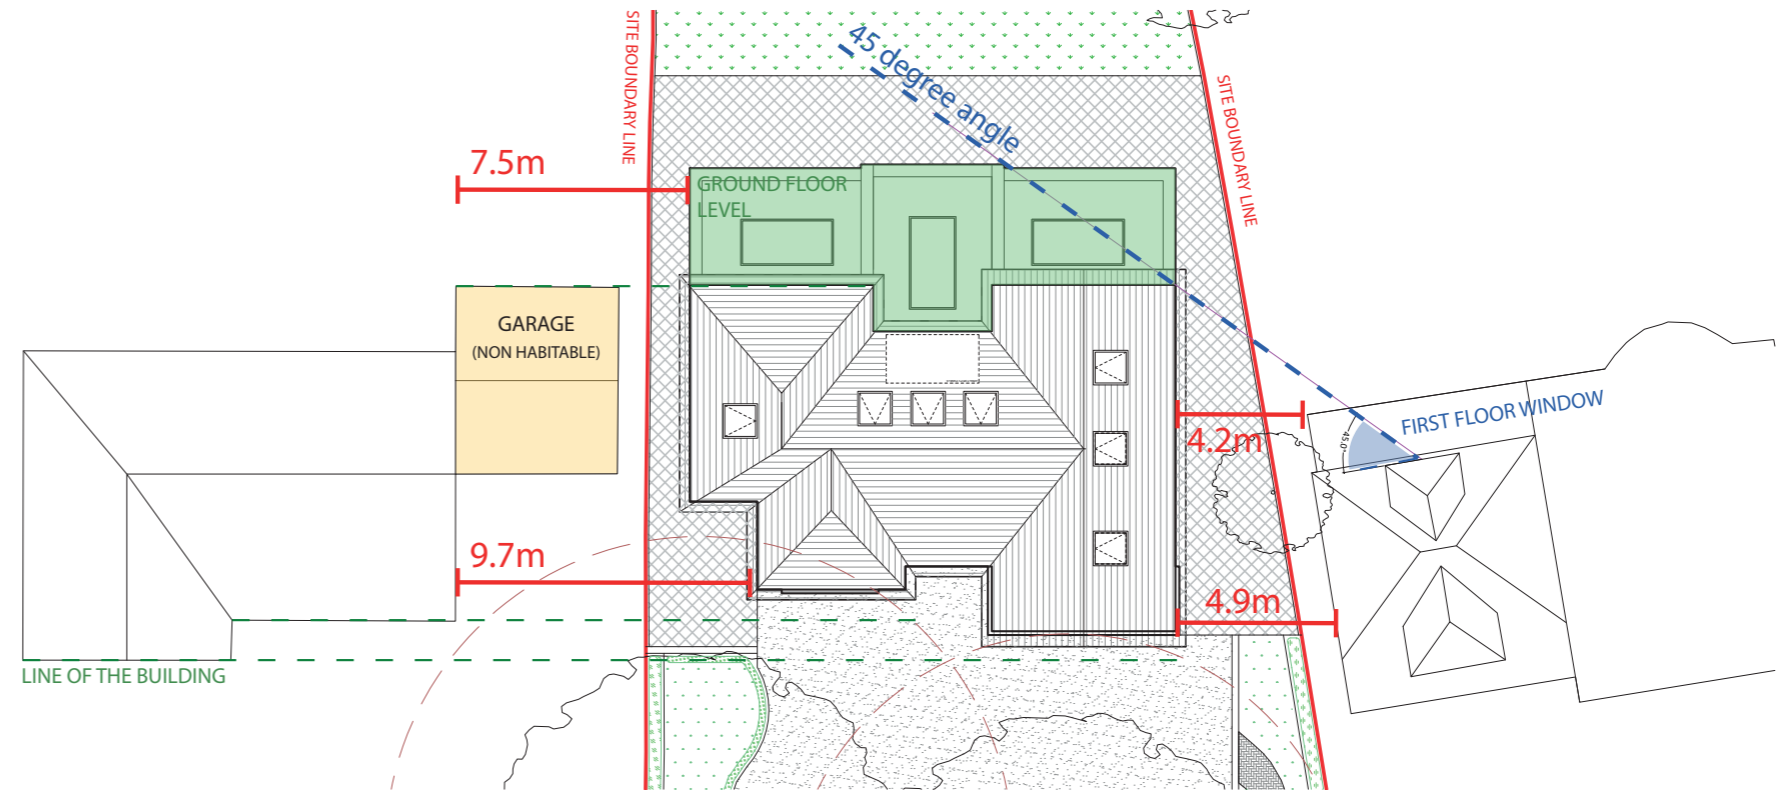 SITE BOUNDARY LINE
45 degree angle
SITE BOUNDARY LINE
7.5m
GROUND FLOOR
LEVEL
GARAGE
(NON HABITABLE)
FIRST FLOOR WINDOW
45.0°
4.2m
9.7m
4.9m
LINE OF THE BUILDING